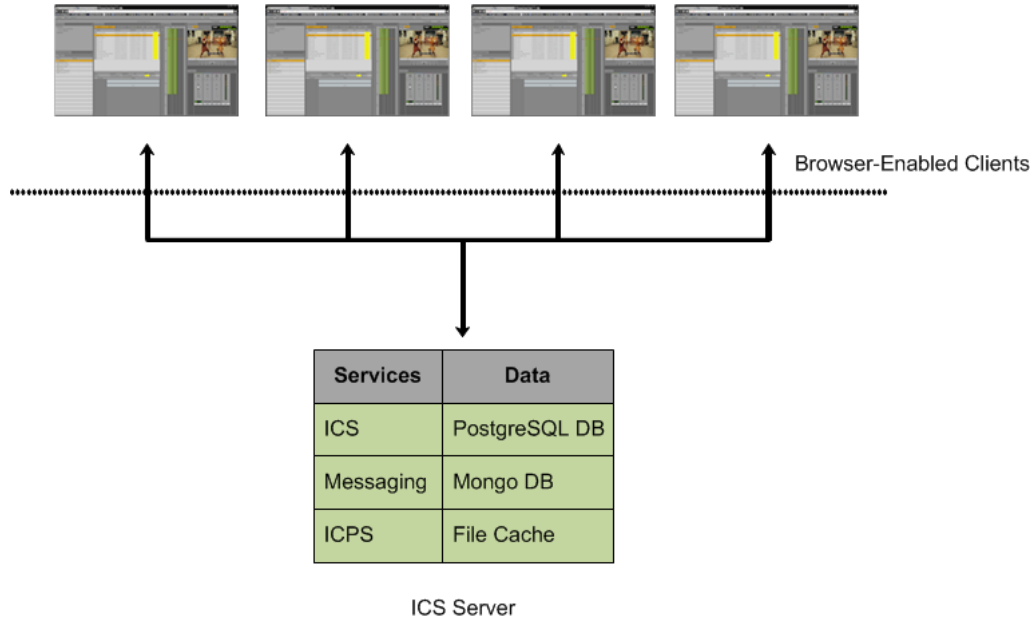 Browser-Enabled Clients
Services Data
ICS PostgreSQL DB
Messaging Mongo DB
ICPS File Cache
ICS Server